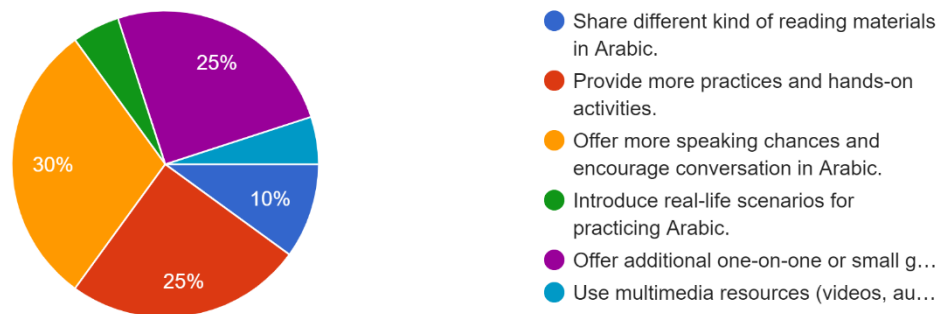 25%
30%
10%
25%
Share different kind of reading materials
in Arabic.
Provide more practices and hands-on
activities.
Offer more speaking chances and
encourage conversation in Arabic.
Introduce real-life scenarios for
practicing Arabic.
Offer additional one-on-one or small g...
Use multimedia resources (videos, au...